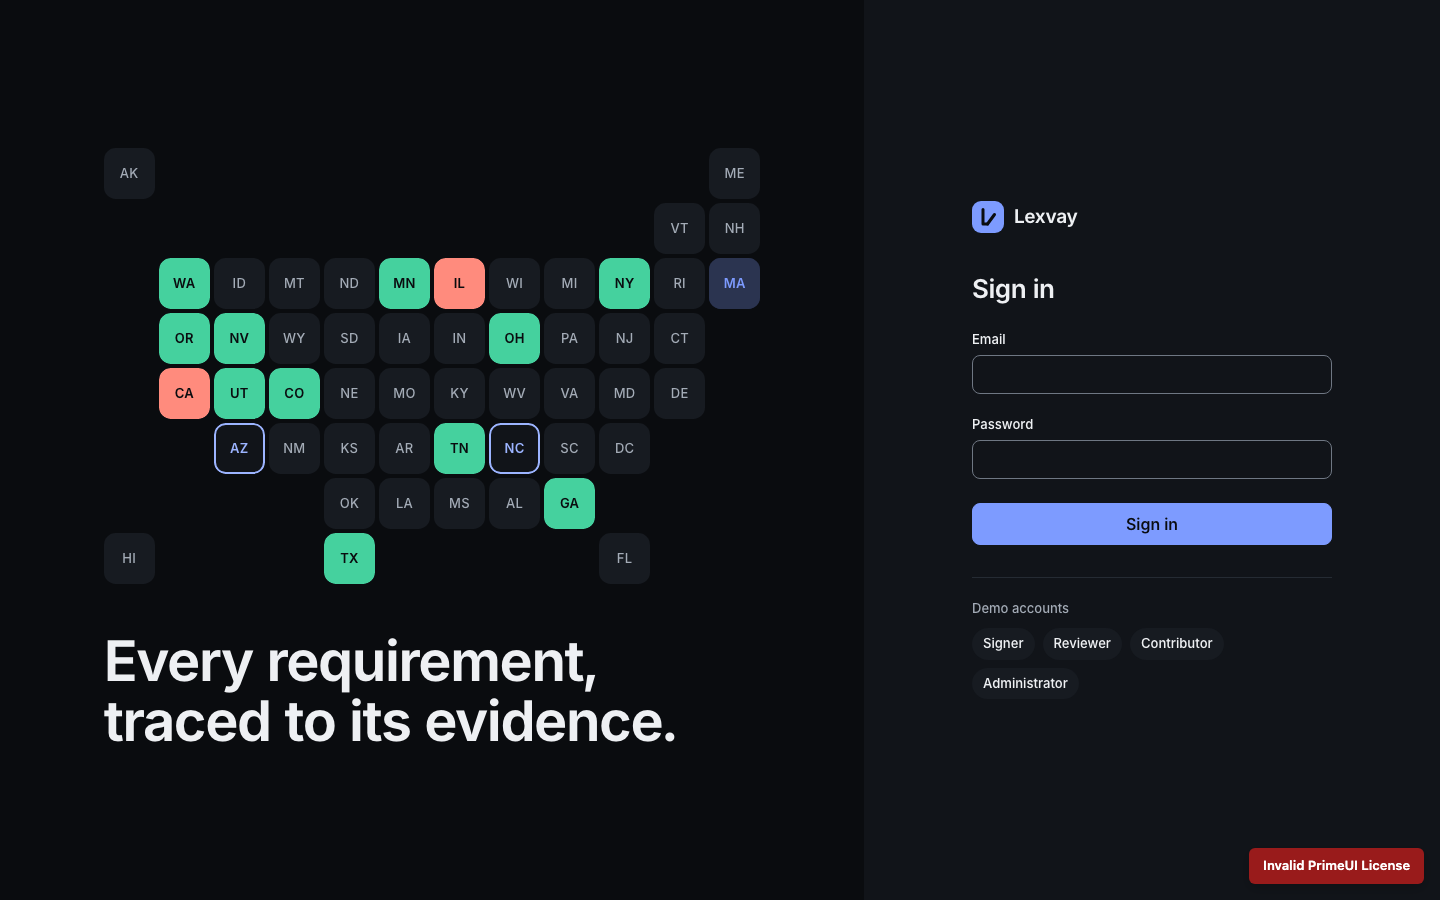 AK ME
VT NH
WA ID MT ND MN IL WI MI NY RI MA
OR NV WY SD IA IN OH PA NJ CT
CA UT CO NE MO KY WV VA MD DE
AZ NM KS AR TN NC SC DC
OK LA MS AL GA
HI TX FL
Every requirement,
traced to its evidence.
Lexvay
Sign in
Email
Password
Sign in
Demo accounts
Signer Reviewer Contributor
Administrator
Invalid PrimeUI License